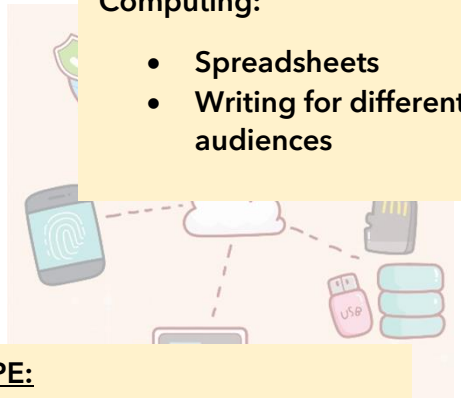 Computing:
• Spreadsheets
• Writing for different
audiences
USB
PE: